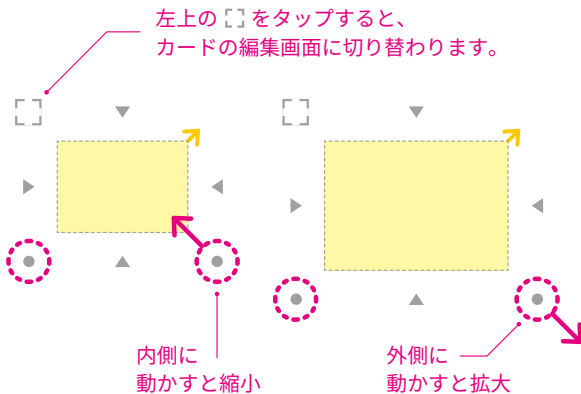 左上の をタップすると、
カードの編集画面に切り替わります。
内側に
動かすと縮小
外側に
動かすと拡大